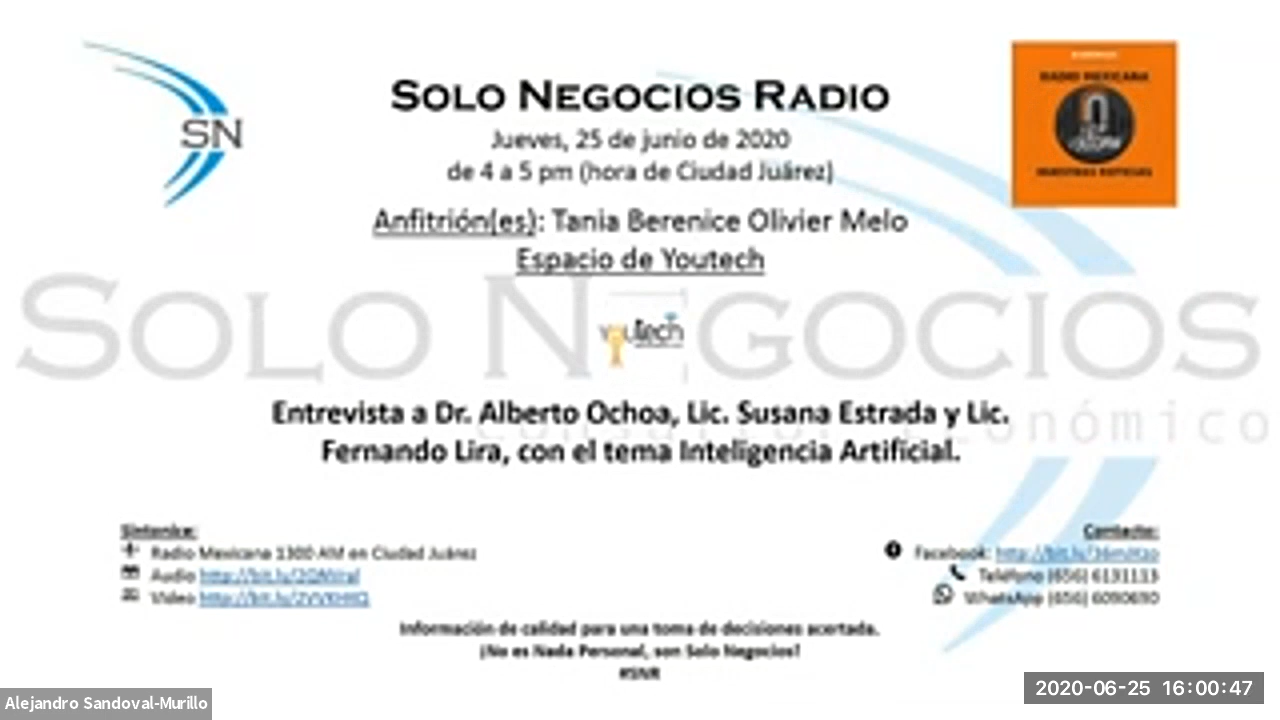 SN
SOLO NEGOCIOS RADIO
Jueves, 25 de junio de 2020
de 4 a 5 pm (hora de Ciudad Juárez)
RADIO MEXICANA
Anfitrión(es): Tania Berenice Olivier Melo
Espacio de Youtech
SOLO NEGOCIOS
youTech
Entrevista a Dr. Alberto Ochoa, Lic. Susana Estrada y Lic.
Fernando Lira, con el tema Inteligencia Artificial.
Sintonice:
Radio Mexicana 1300 AM en Ciudad Juárez
Audio
Video
Contacto:
Facebook:
Teléfono (656) 6131113
WhatsApp (656)
Información de calidad para una toma de decisiones acertada.
¡No es Nada Personal, son Solo Negocios!
#SNR
Alejandro Sandoval-Murillo
2020-06-25 16:00:47